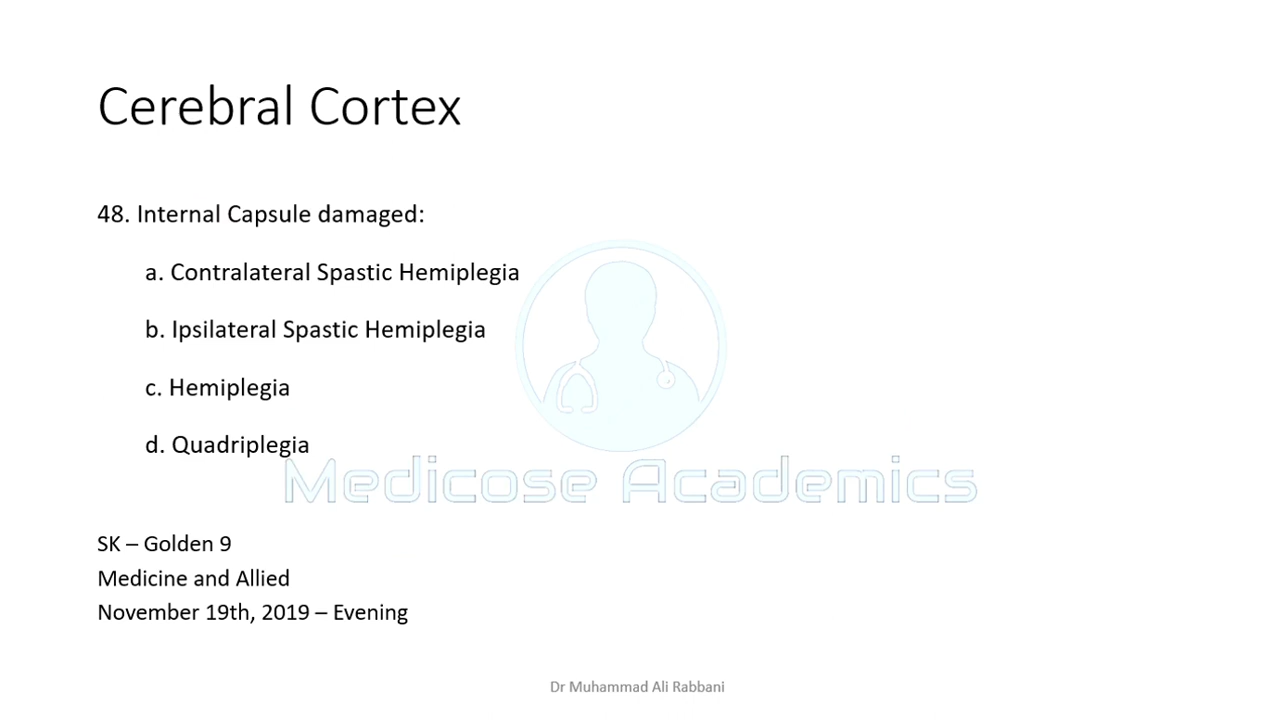 Cerebral Cortex
48. Internal Capsule damaged:
a. Contralateral Spastic Hemiplegia
b. Ipsilateral Spastic Hemiplegia
c. Hemiplegia
d. Quadriplegia
Medicose Academics
SK – Golden 9
Medicine and Allied
November 19th, 2019 – Evening
Dr Muhammad Ali Rabbani